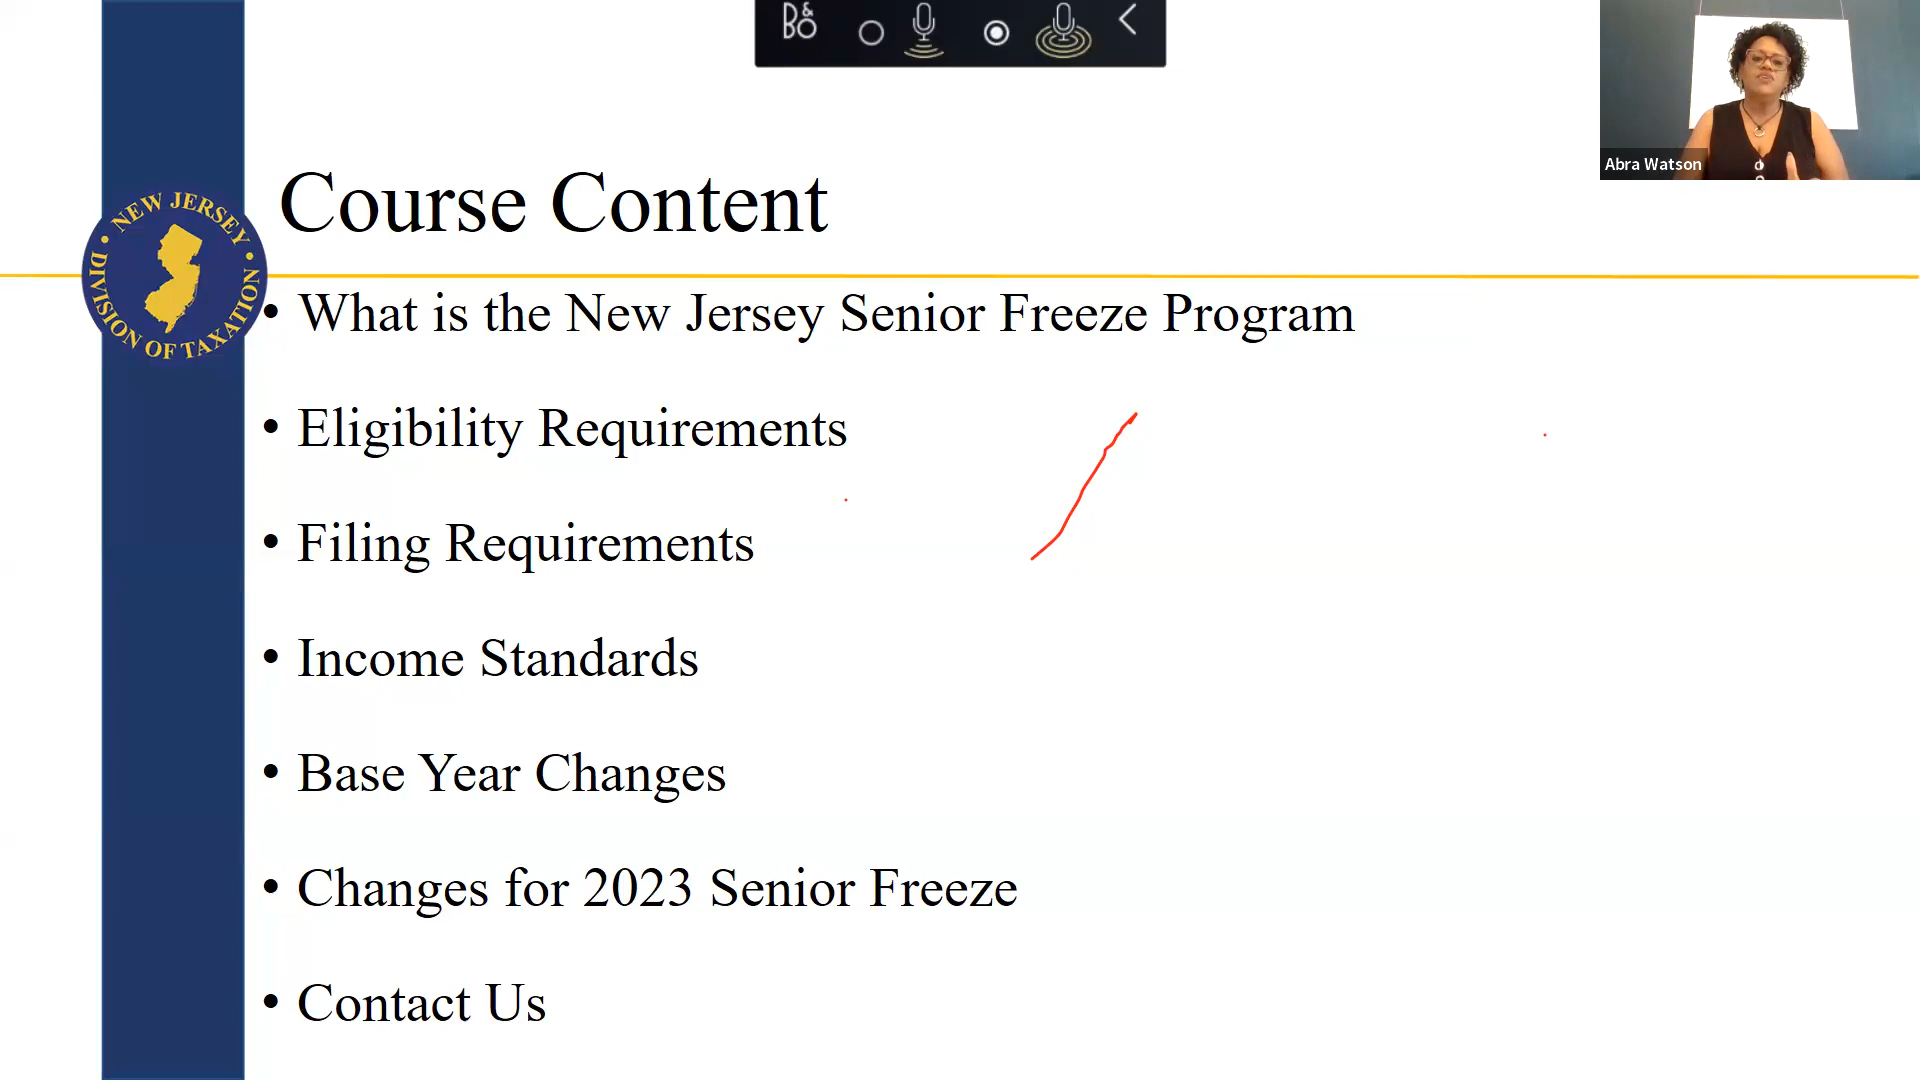 B&O
Abra Watson
Course Content
NEW JERSEY
DIVISION OF TAXATION
• What is the New Jersey Senior Freeze Program
• Eligibility Requirements
• Filing Requirements
• Income Standards
• Base Year Changes
• Changes for 2023 Senior Freeze
• Contact Us